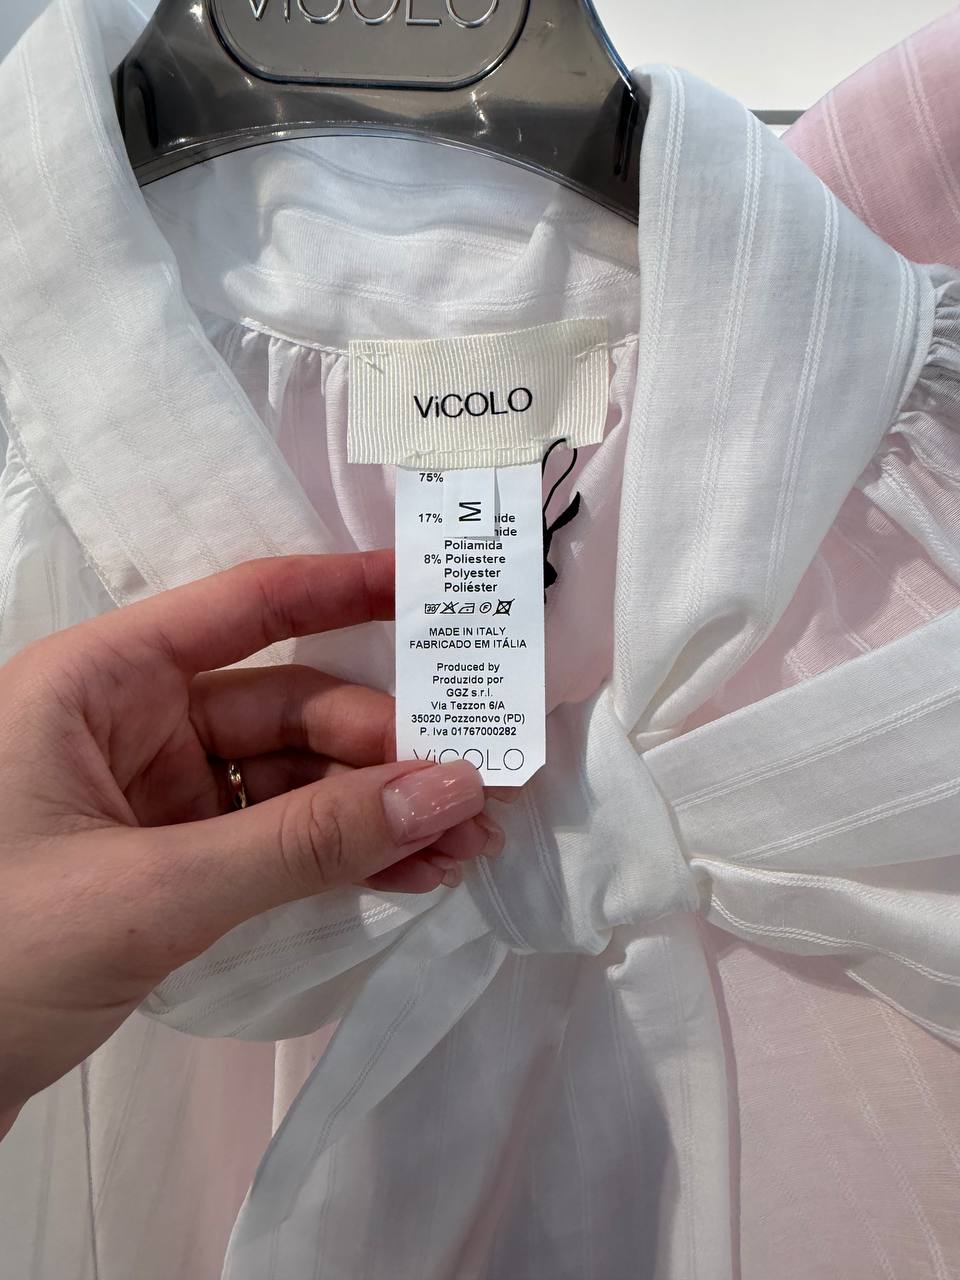 ViCOLO
ViCOLO
75%
M
17%
Poliamida
8% Poliestere
Polyester
Poliéster
MADE IN ITALY
FABRICADO EM ITÁLIA
Produced by
Produzido por
GGZ s.r.l.
Via Tezzon 6/A
35020 Pozzonovo (PD)
P. Iva 01767000282
ViCOLO